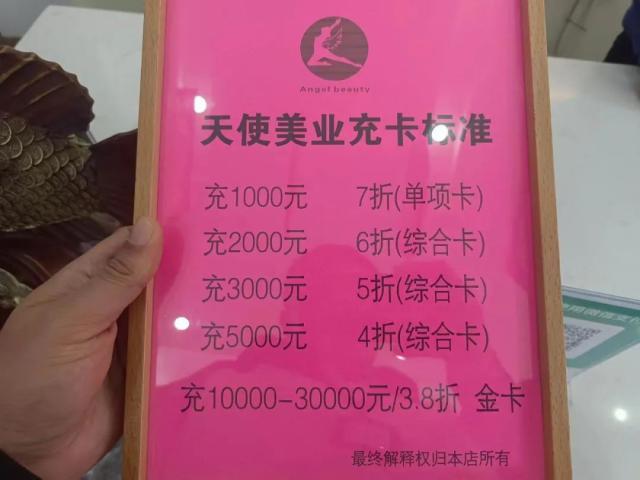 Angel beauty
天使美业充卡标准
充1000元 7折(单项卡)
充2000元 6折(综合卡)
充3000元 5折(综合卡)
充5000元 4折(综合卡)
充10000-30000元/3.8折 金卡
最终解释权归本店所有